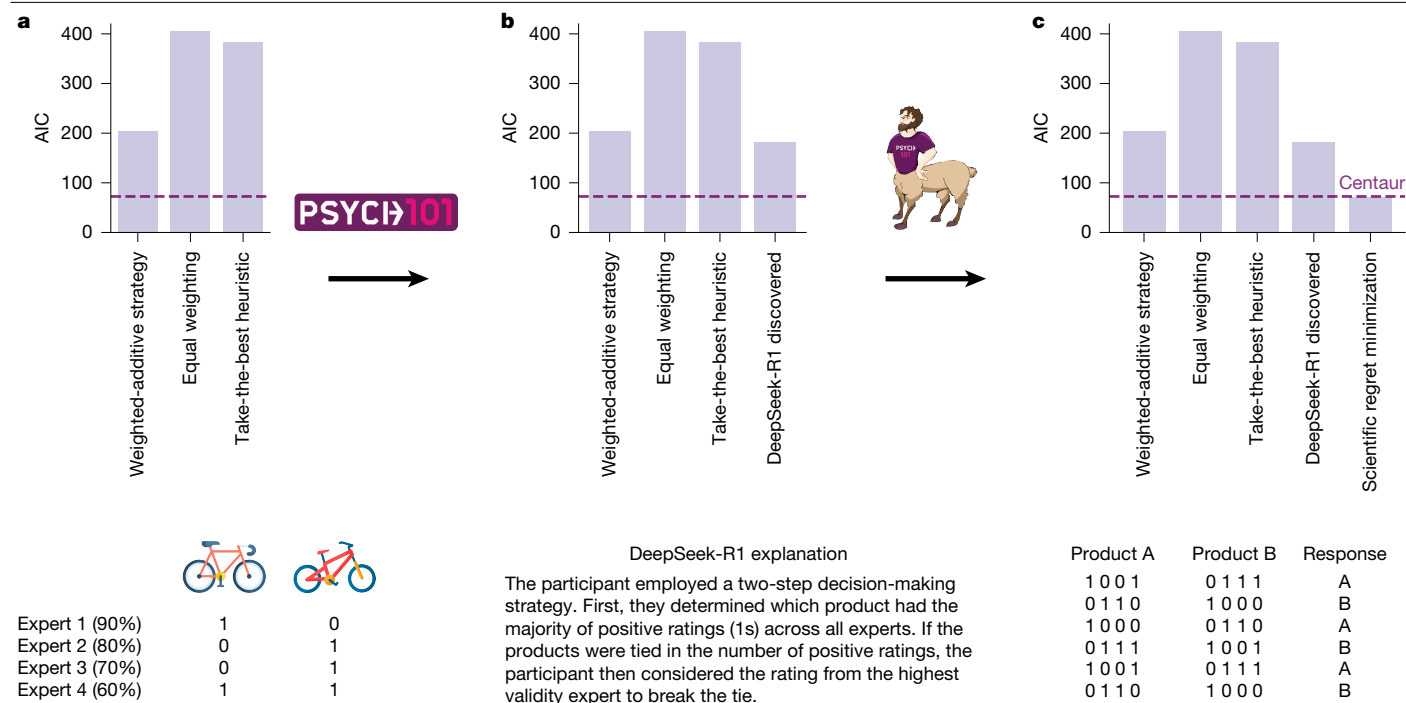 a
400
300
200
100
0
AIC
Weighted-additive strategy
Equal weighting
Take-the-best heuristic
PSYCH101
b
400
300
200
100
0
AIC
Weighted-additive strategy
Equal weighting
Take-the-best heuristic
DeepSeek-R1 discovered
PSYCH
101
c
400
300
200
100
0
AIC
Centaur
Weighted-additive strategy
Equal weighting
Take-the-best heuristic
DeepSeek-R1 discovered
Scientific regret minimization
Expert 1 (90%) 1 0
Expert 2 (80%) 0 1
Expert 3 (70%) 0 1
Expert 4 (60%) 1 1
DeepSeek-R1 explanation
The participant employed a two-step decision-making
strategy. First, they determined which product had the
majority of positive ratings (1s) across all experts. If the
products were tied in the number of positive ratings, the
participant then considered the rating from the highest
validity expert to break the tie.
Product A Product B Response
1 0 0 1 0 1 1 1 A
0 1 1 0 1 0 0 0 B
1 0 0 0 0 1 1 0 A
0 1 1 1 1 0 0 1 B
1 0 0 1 0 1 1 1 A
0 1 1 0 1 0 0 0 B